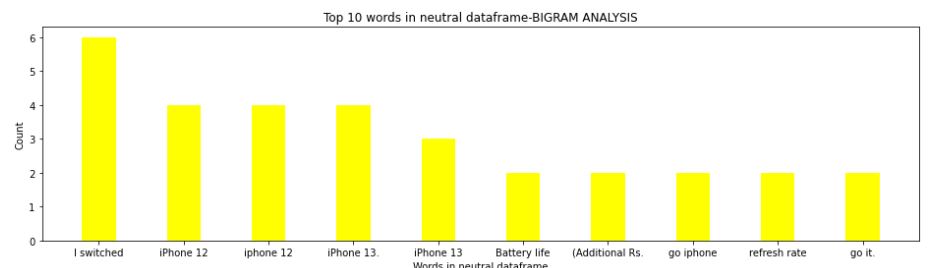 Top 10 words in neutral dataframe-BIGRAM ANALYSIS
6
5
4
3
2
1
0
Count
I switched iPhone 12 iphone 12 iPhone 13. iPhone 13 Battery life (Additional Rs. go iphone refresh rate go it.
Words in neutral dataframe